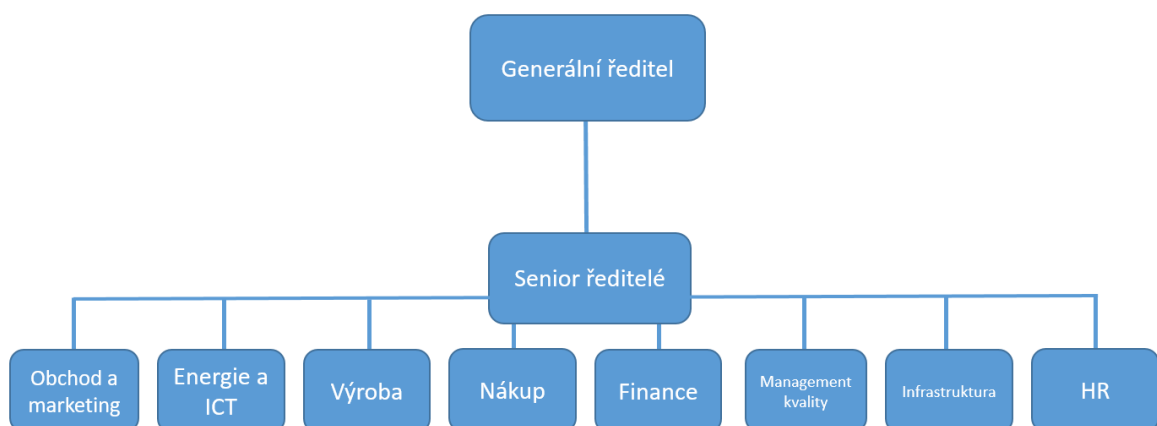 Generální ředitel
Senior ředitelé
Obchod a
marketing
Energie a
ICT
Výroba
Nákup
Finance
Management
kvality
Infrastruktura
HR